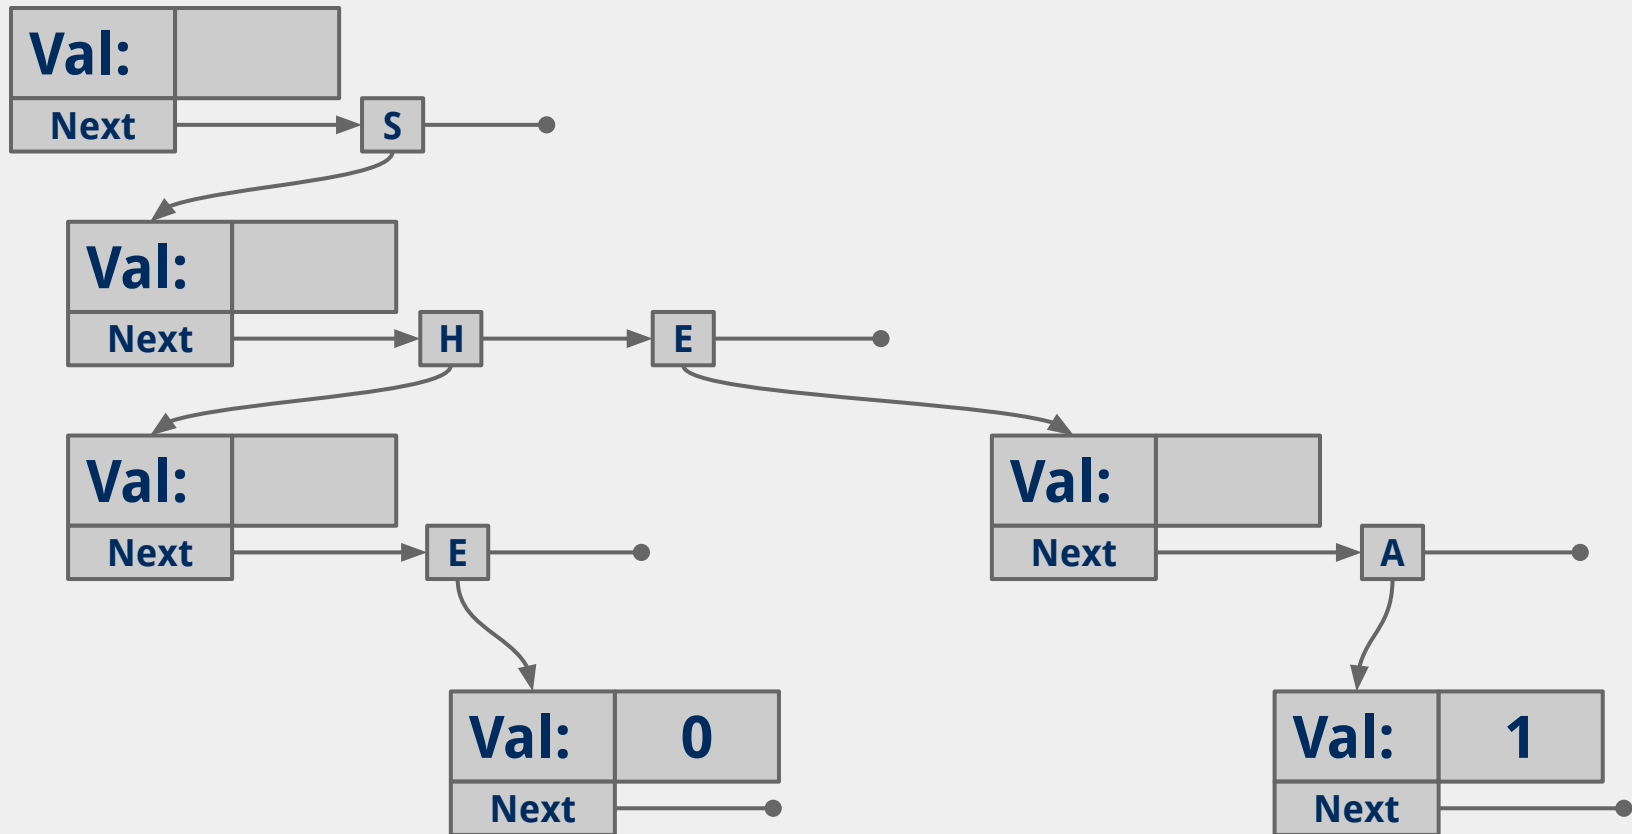 Val:
Next S
Val:
Next H E
Val: Val:
Next E Next A
Val: 0 Val: 1
Next Next